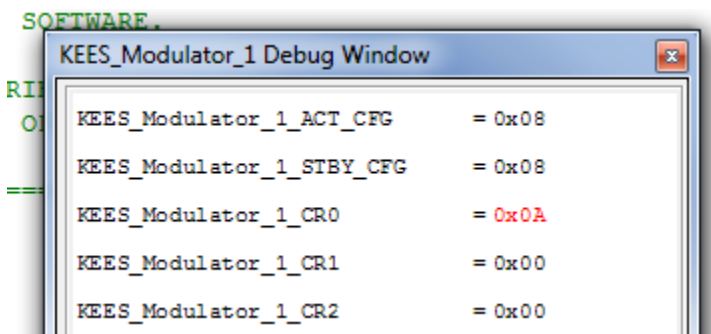 SOFTWARE.
KEES_Modulator_1 Debug Window
KEES_Modulator_1_ACT_CFG = 0x08
KEES_Modulator_1_STBY_CFG = 0x08
KEES_Modulator_1_CR0 = 0x0A
KEES_Modulator_1_CR1 = 0x00
KEES_Modulator_1_CR2 = 0x00